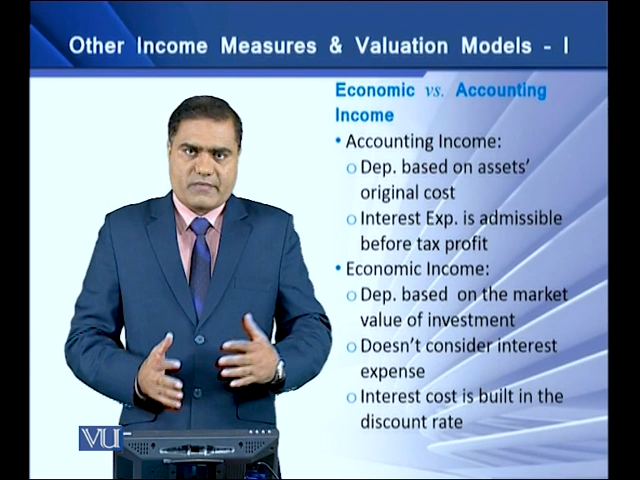 Other Income Measures & Valuation Models - I
Economic vs. Accounting
Income
• Accounting Income:
o Dep. based on assets'
original cost
o Interest Exp. is admissible
before tax profit
• Economic Income:
o Dep. based on the market
value of investment
o Doesn't consider interest
expense
o Interest cost is built in the
discount rate
VU